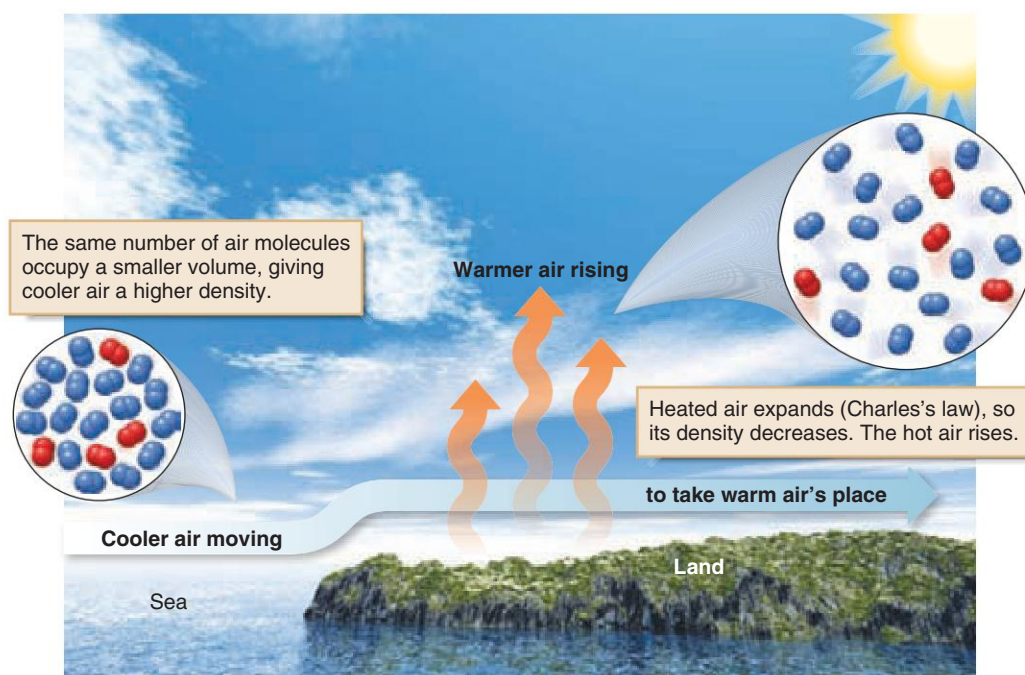 The same number of air molecules
occupy a smaller volume, giving
cooler air a higher density.
Warmer air rising
Heated air expands (Charles's law), so
its density decreases. The hot air rises.
to take warm air's place
Cooler air moving
Land
Sea